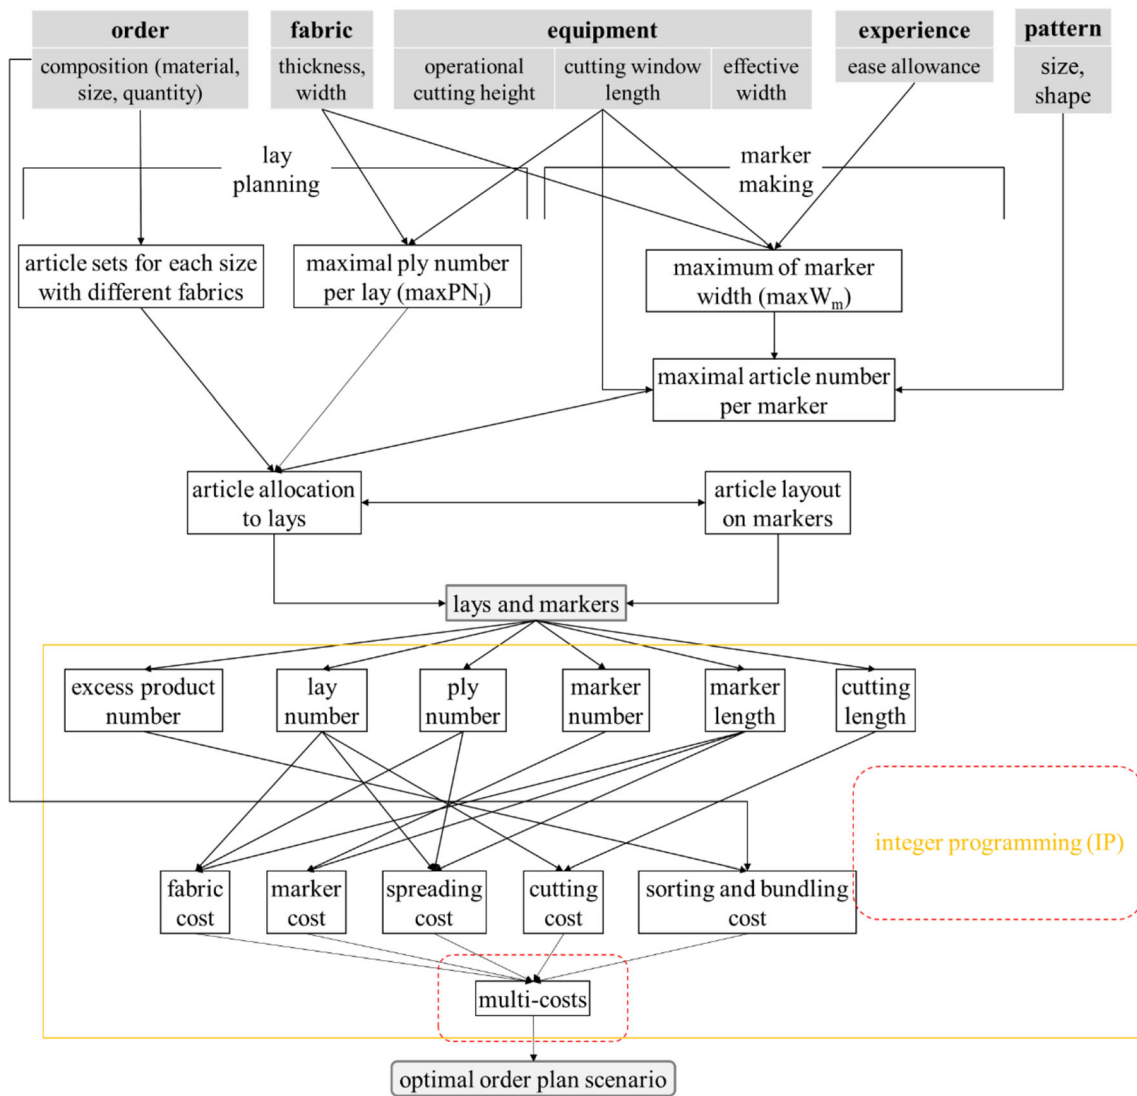 order
composition (material,
size, quantity)
fabric
thickness,
width
equipment
operational
cutting height
cutting window
length
effective
width
experience
ease allowance
pattern
size,
shape
lay
planning
marker
making
article sets for each size
with different fabrics
maximal ply number
per lay (maxPNl)
maximum of marker
width (maxWm)
maximal article number
per marker
article allocation
to lays
article layout
on markers
lays and markers
excess product
number
lay
number
ply
number
marker
number
marker
length
cutting
length
integer programming (IP)
fabric
cost
marker
cost
spreading
cost
cutting
cost
sorting and bundling
cost
multi-costs
optimal order plan scenario